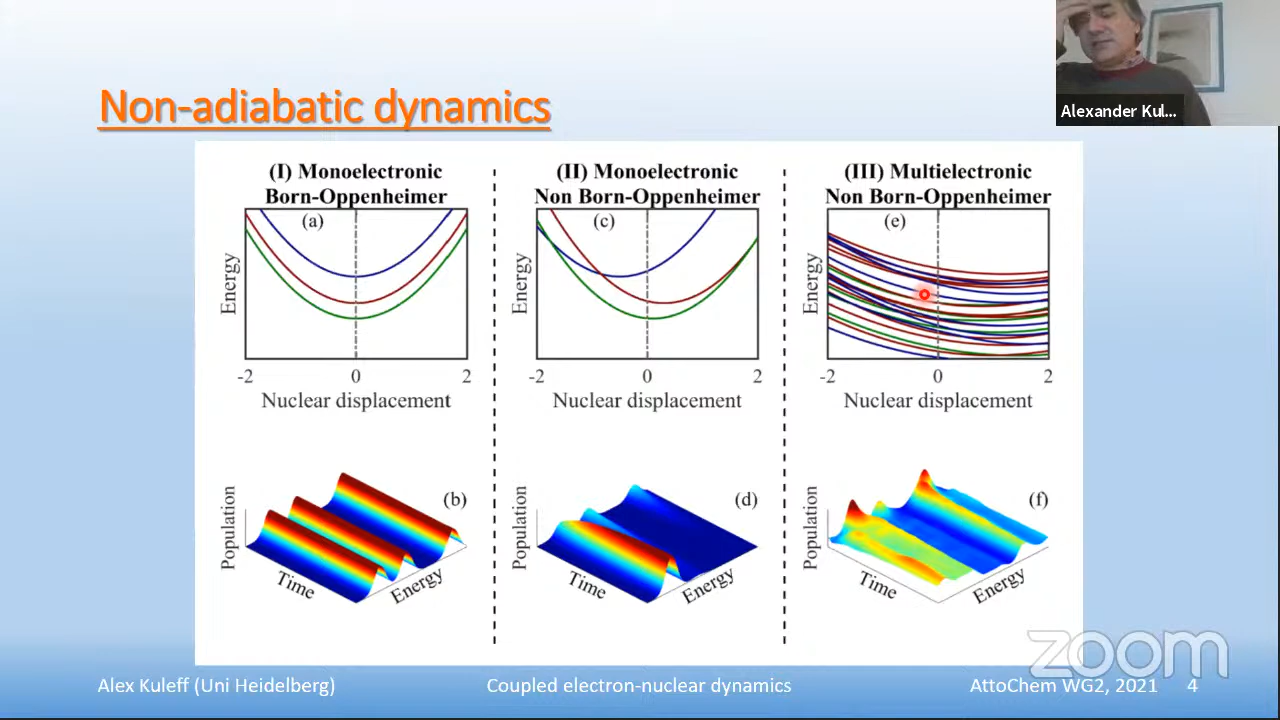 Alexander Kul...
Non-adiabatic dynamics
(I) Monoelectronic
Born-Oppenheimer
(a)
Energy
-2 0 2
Nuclear displacement
(b)
Population
Time
Energy
(II) Monoelectronic
Non Born-Oppenheimer
(c)
Energy
-2 0 2
Nuclear displacement
(d)
Population
Time
Energy
(III) Multielectronic
Non Born-Oppenheimer
(e)
Energy
-2 0 2
Nuclear displacement
(f)
Population
Time
Energy
zoom
Alex Kuleff (Uni Heidelberg) Coupled electron-nuclear dynamics AttoChem WG2, 2021 4